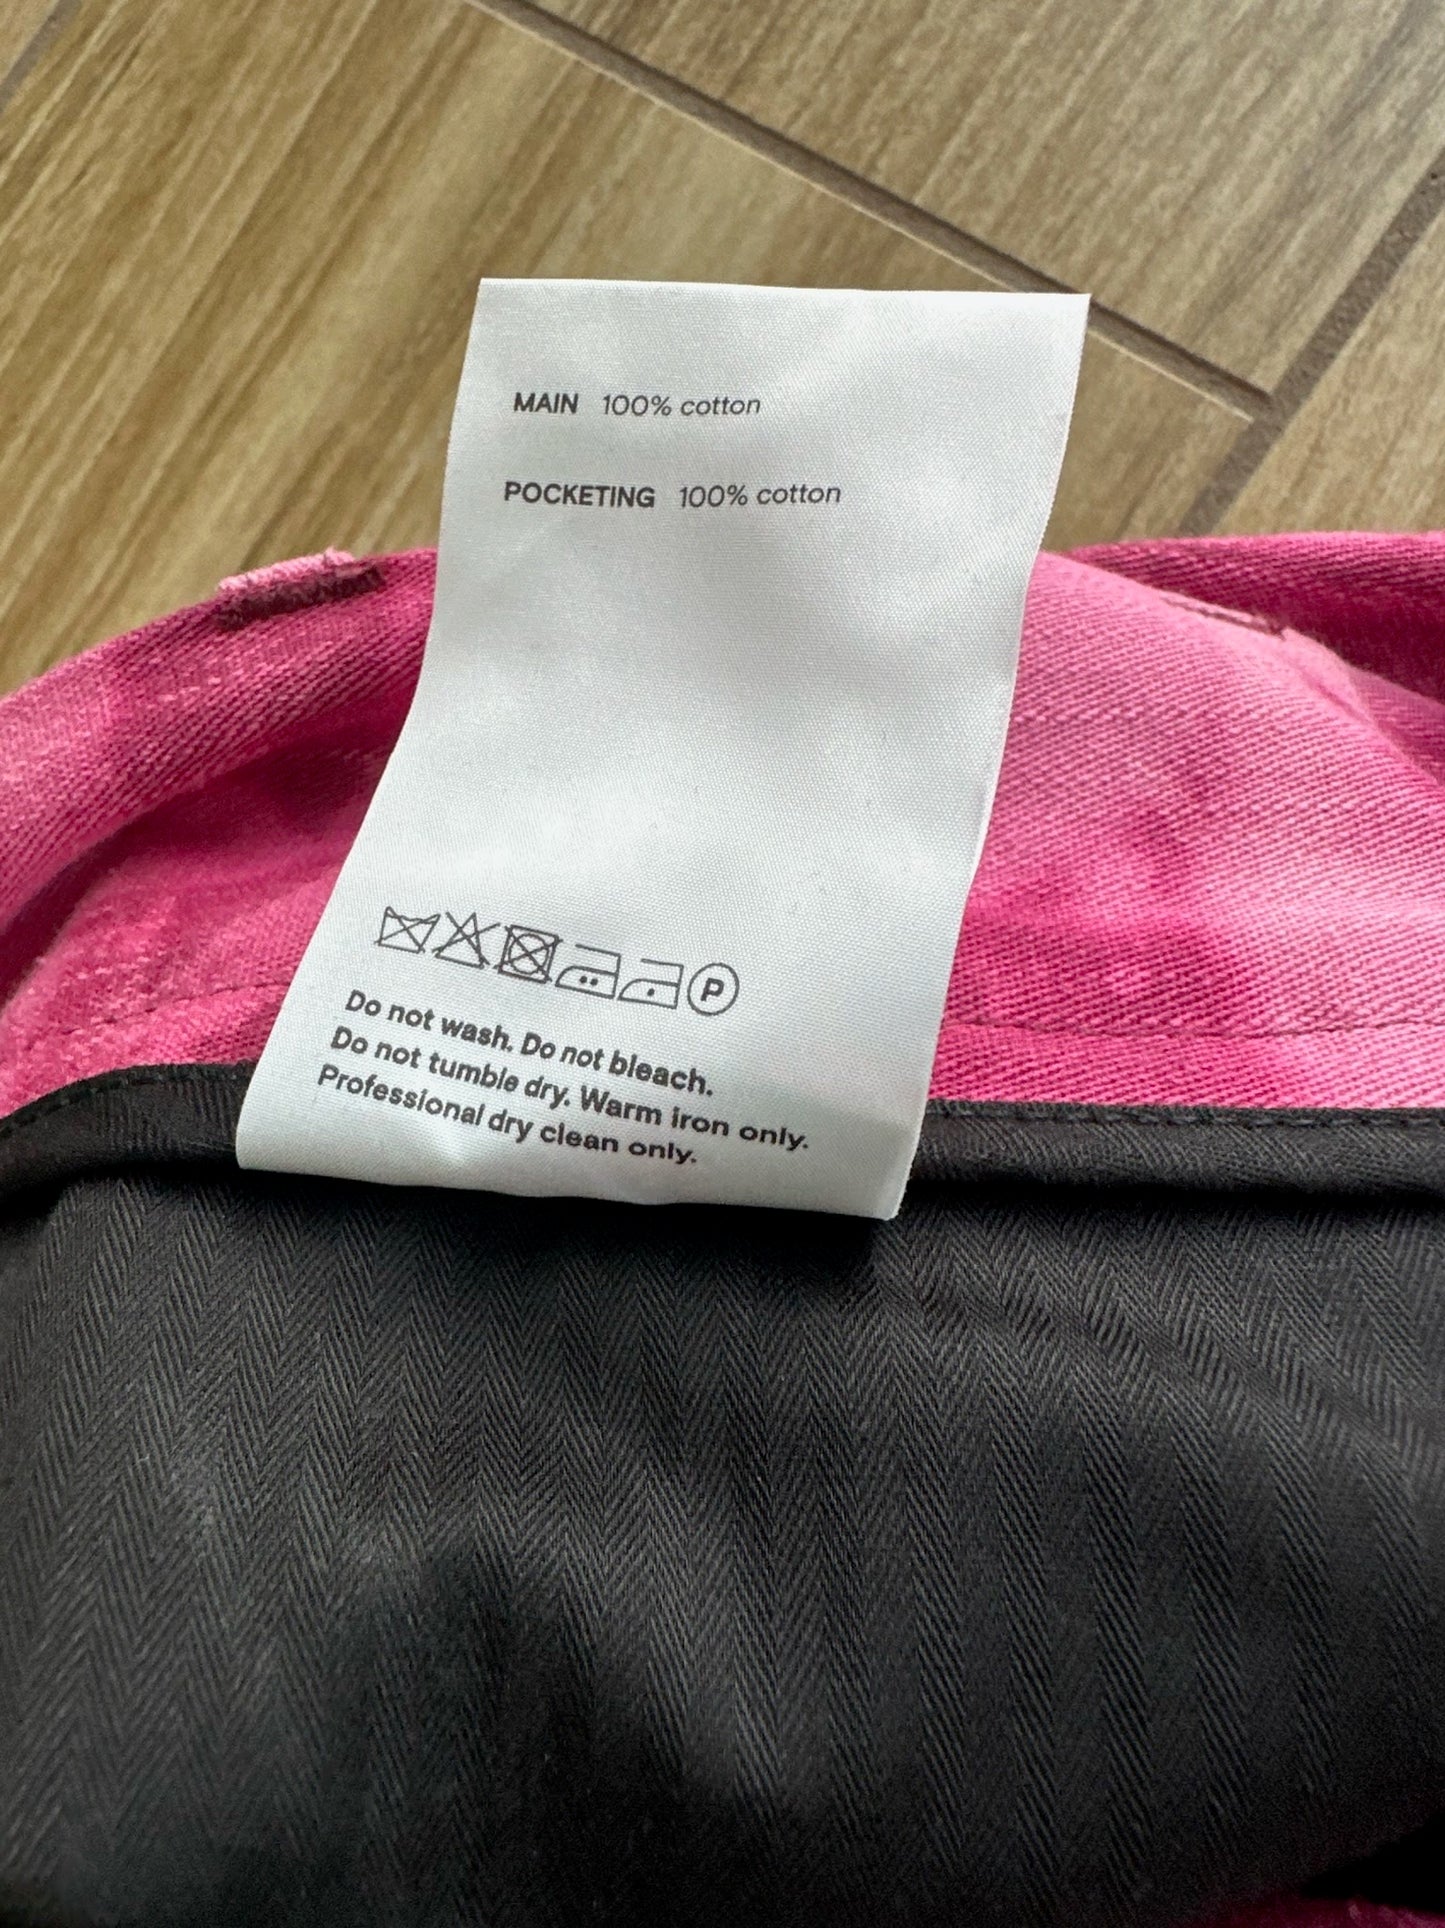 MAIN 100% cotton
POCKETING 100% cotton
P
Do not wash. Do not bleach.
Do not tumble dry. Warm iron only.
Professional dry clean only.